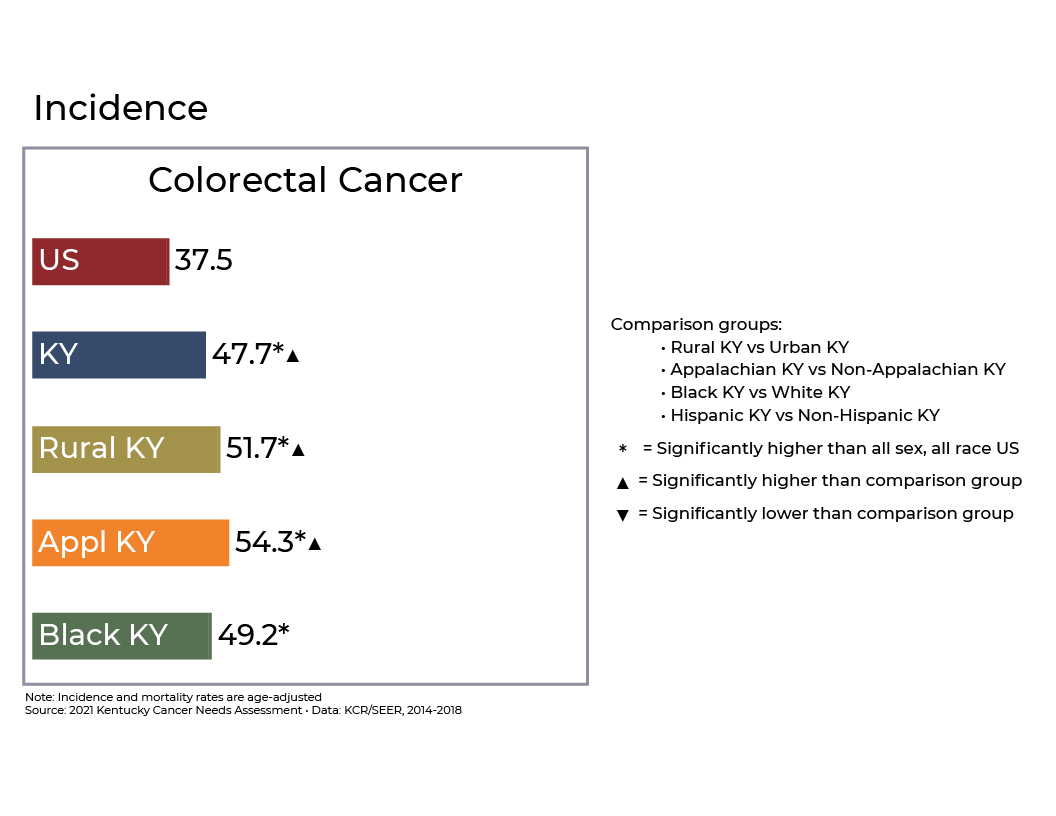 Incidence
Colorectal Cancer
US 37.5
KY 47.7*▲
Rural KY 51.7*▲
Appl KY 54.3*▲
Black KY 49.2*
Comparison groups:
• Rural KY vs Urban KY
• Appalachian KY vs Non-Appalachian KY
• Black KY vs White KY
• Hispanic KY vs Non-Hispanic KY
* = Significantly higher than all sex, all race US
▲ = Significantly higher than comparison group
▼ = Significantly lower than comparison group
Note: Incidence and mortality rates are age-adjusted
Source: 2021 Kentucky Cancer Needs Assessment • Data: KCR/SEER, 2014-2018